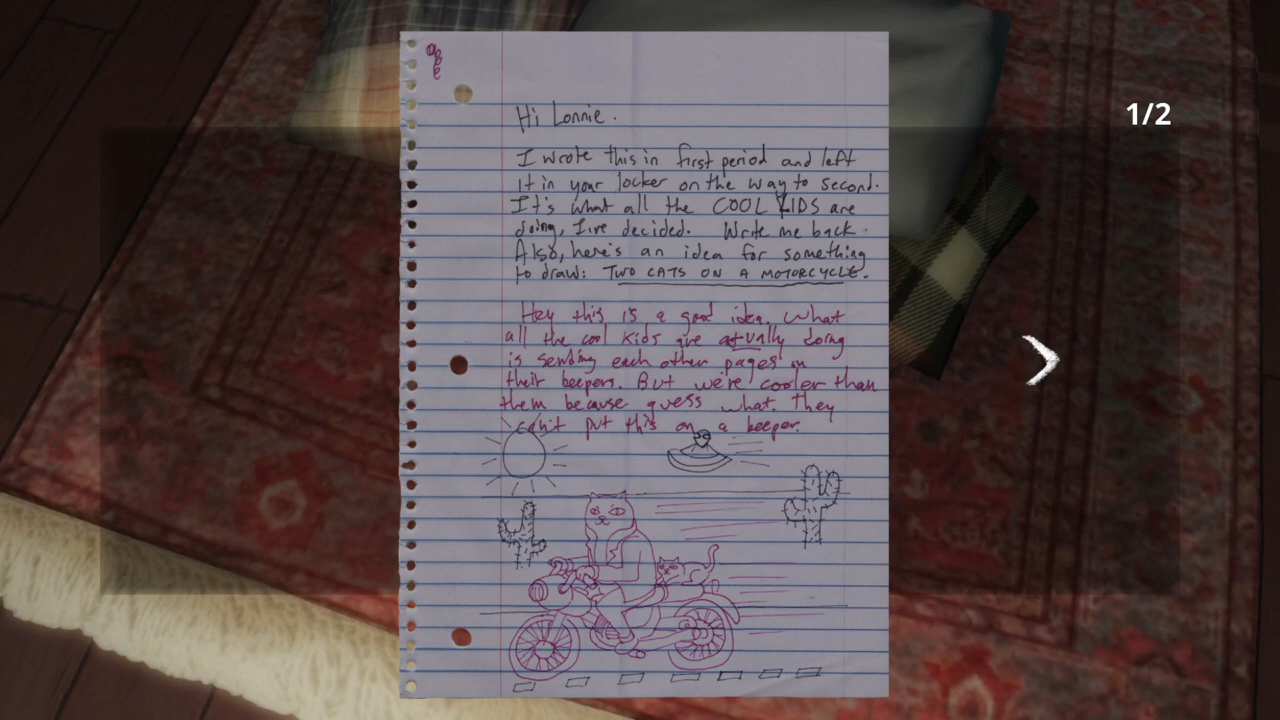 1/2
Hi Lonnie.
I wrote this in first period and left
it in your locker on the way to second.
It's what all the COOL KIDS are
doing, I've decided. Write me back.
Also, here's an idea for something
to draw: TWO CATS ON A MOTORCYCLE.
Hey this is a good idea. What
all the cool kids are actually doing
is sending each other pages on
their beepers. But we're cooler than
them because guess what. They
can't put this on a beeper.